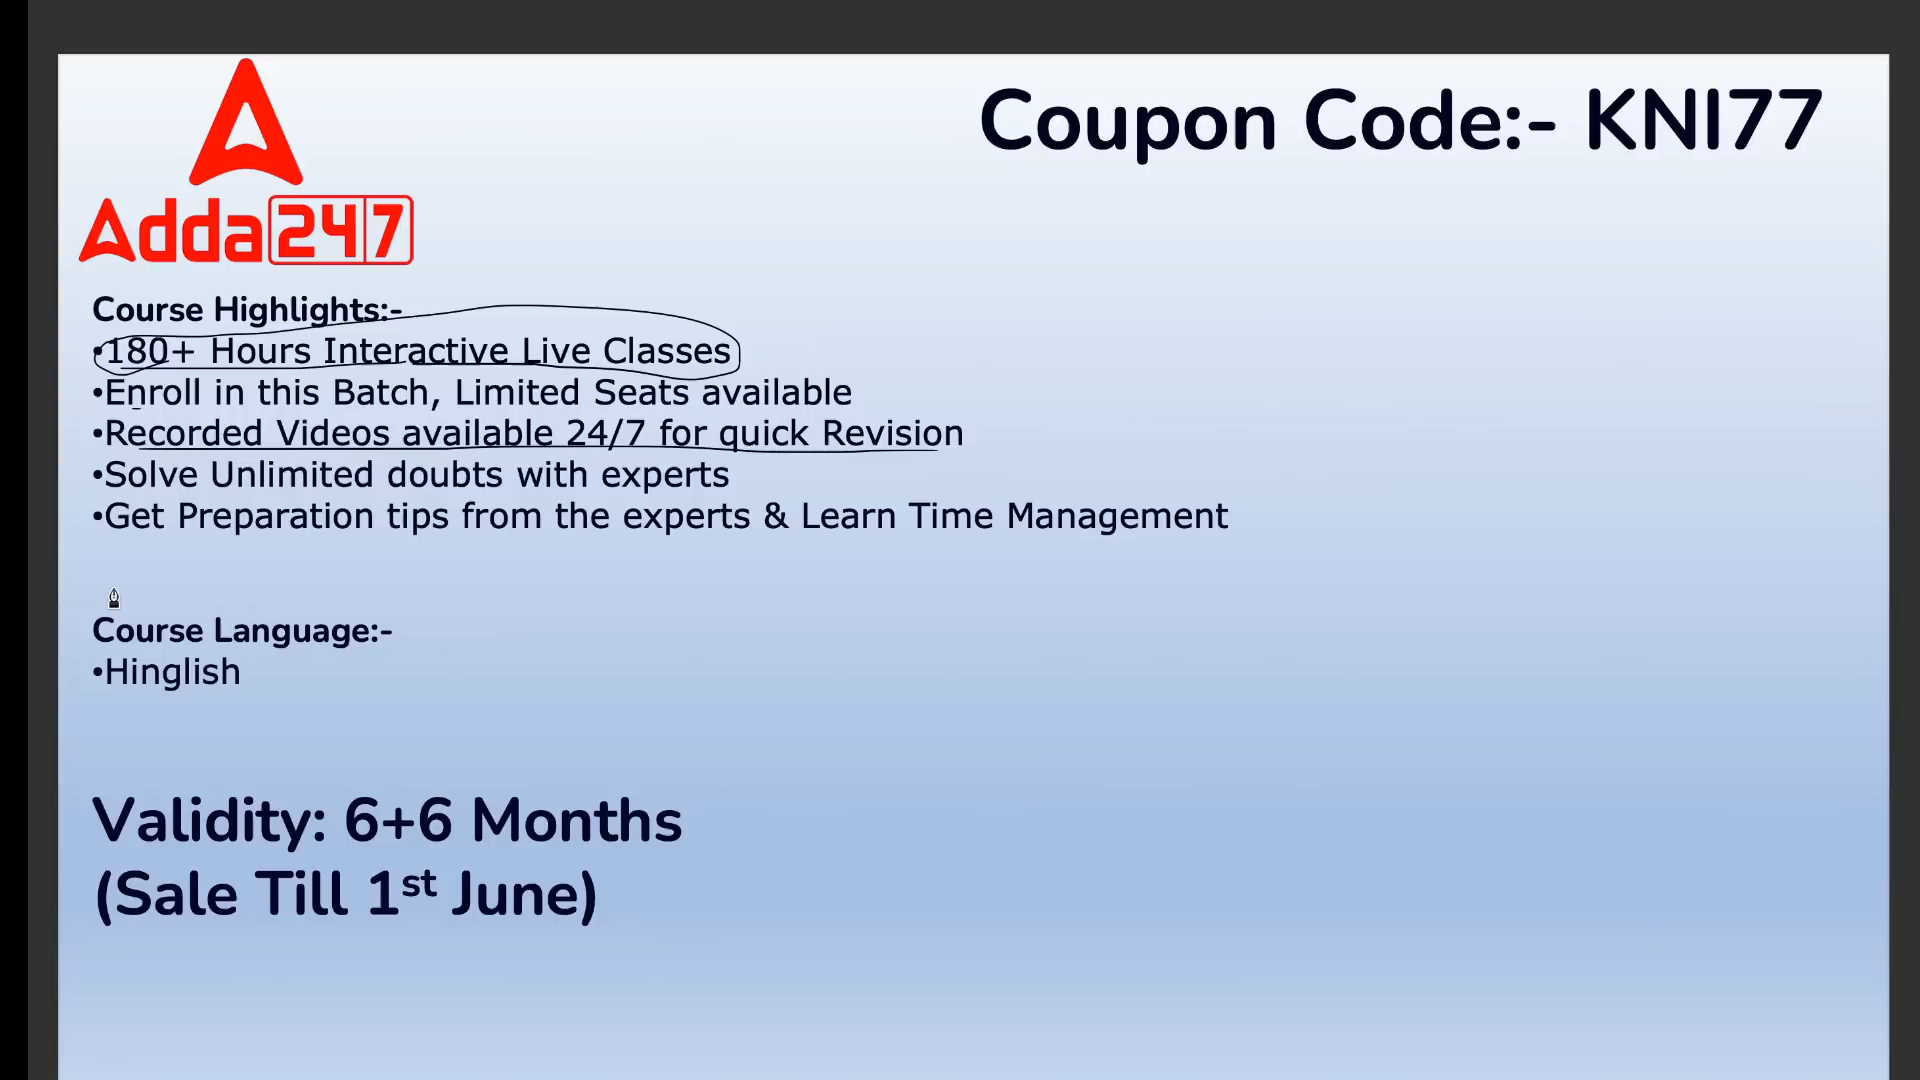 Coupon Code:- KNI77
Adda247
Course Highlights:-
•180+ Hours Interactive Live Classes
•Enroll in this Batch, Limited Seats available
•Recorded Videos available 24/7 for quick Revision
•Solve Unlimited doubts with experts
•Get Preparation tips from the experts & Learn Time Management
Course Language:-
•Hinglish
Validity: 6+6 Months
(Sale Till 1st June)